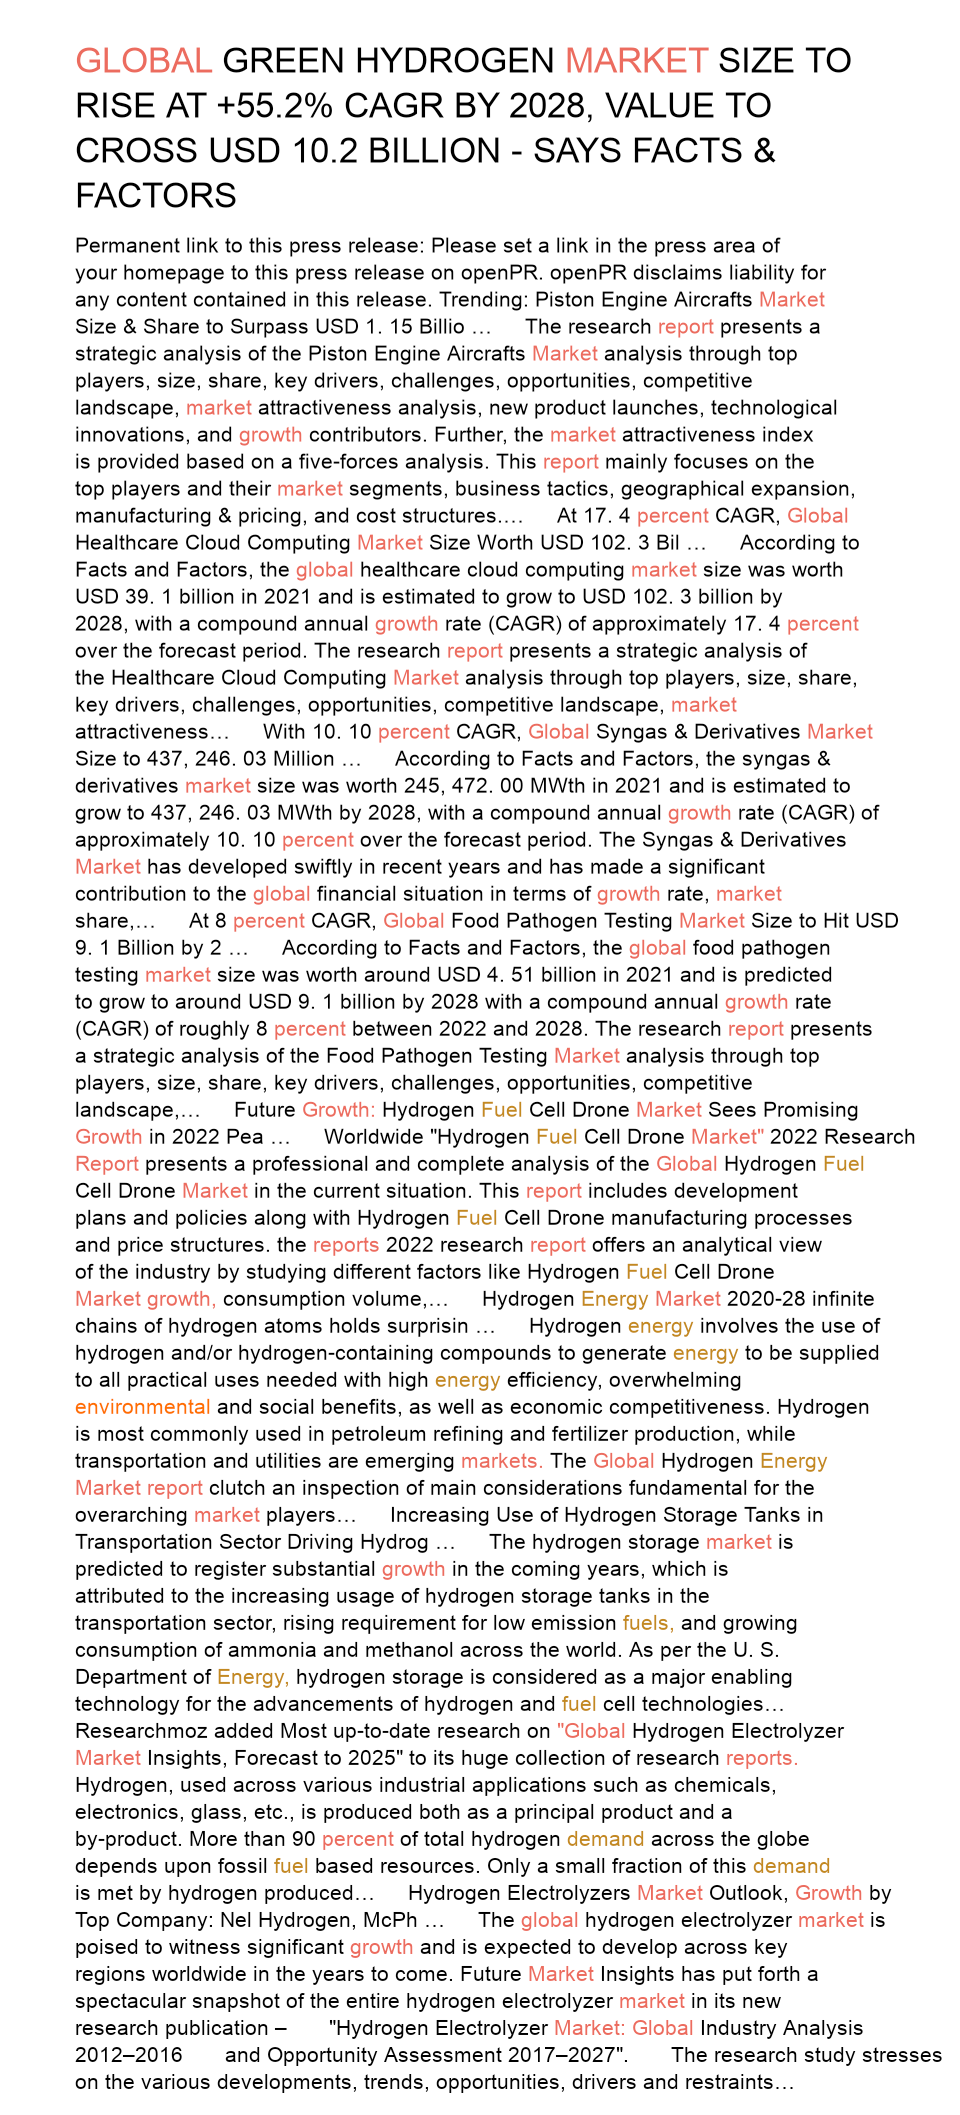 GLOBAL GREEN HYDROGEN MARKET SIZE TO
RISE AT +55.2% CAGR BY 2028, VALUE TO
CROSS USD 10.2 BILLION - SAYS FACTS &
FACTORS
Permanent link to this press release: Please set a link in the press area of
your homepage to this press release on openPR. openPR disclaims liability for
any content contained in this release. Trending: Piston Engine Aircrafts Market
Size & Share to Surpass USD 1. 15 Billio … The research report presents a
strategic analysis of the Piston Engine Aircrafts Market analysis through top
players, size, share, key drivers, challenges, opportunities, competitive
landscape, market attractiveness analysis, new product launches, technological
innovations, and growth contributors. Further, the market attractiveness index
is provided based on a five-forces analysis. This report mainly focuses on the
top players and their market segments, business tactics, geographical expansion,
manufacturing & pricing, and cost structures.… At 17. 4 percent CAGR, Global
Healthcare Cloud Computing Market Size Worth USD 102. 3 Bil … According to
Facts and Factors, the global healthcare cloud computing market size was worth
USD 39. 1 billion in 2021 and is estimated to grow to USD 102. 3 billion by
2028, with a compound annual growth rate (CAGR) of approximately 17. 4 percent
over the forecast period. The research report presents a strategic analysis of
the Healthcare Cloud Computing Market analysis through top players, size, share,
key drivers, challenges, opportunities, competitive landscape, market
attractiveness… With 10. 10 percent CAGR, Global Syngas & Derivatives Market
Size to 437, 246. 03 Million … According to Facts and Factors, the syngas &
derivatives market size was worth 245, 472. 00 MWth in 2021 and is estimated to
grow to 437, 246. 03 MWth by 2028, with a compound annual growth rate (CAGR) of
approximately 10. 10 percent over the forecast period. The Syngas & Derivatives
Market has developed swiftly in recent years and has made a significant
contribution to the global financial situation in terms of growth rate, market
share,… At 8 percent CAGR, Global Food Pathogen Testing Market Size to Hit USD
9. 1 Billion by 2 … According to Facts and Factors, the global food pathogen
testing market size was worth around USD 4. 51 billion in 2021 and is predicted
to grow to around USD 9. 1 billion by 2028 with a compound annual growth rate
(CAGR) of roughly 8 percent between 2022 and 2028. The research report presents
a strategic analysis of the Food Pathogen Testing Market analysis through top
players, size, share, key drivers, challenges, opportunities, competitive
landscape,… Future Growth: Hydrogen Fuel Cell Drone Market Sees Promising
Growth in 2022 Pea … Worldwide "Hydrogen Fuel Cell Drone Market" 2022 Research
Report presents a professional and complete analysis of the Global Hydrogen Fuel
Cell Drone Market in the current situation. This report includes development
plans and policies along with Hydrogen Fuel Cell Drone manufacturing processes
and price structures. the reports 2022 research report offers an analytical view
of the industry by studying different factors like Hydrogen Fuel Cell Drone
Market growth, consumption volume,… Hydrogen Energy Market 2020-28 infinite
chains of hydrogen atoms holds surprisin … Hydrogen energy involves the use of
hydrogen and/or hydrogen-containing compounds to generate energy to be supplied
to all practical uses needed with high energy efficiency, overwhelming
environmental and social benefits, as well as economic competitiveness. Hydrogen
is most commonly used in petroleum refining and fertilizer production, while
transportation and utilities are emerging markets. The Global Hydrogen Energy
Market report clutch an inspection of main considerations fundamental for the
overarching market players… Increasing Use of Hydrogen Storage Tanks in
Transportation Sector Driving Hydrog … The hydrogen storage market is
predicted to register substantial growth in the coming years, which is
attributed to the increasing usage of hydrogen storage tanks in the
transportation sector, rising requirement for low emission fuels, and growing
consumption of ammonia and methanol across the world. As per the U. S.
Department of Energy, hydrogen storage is considered as a major enabling
technology for the advancements of hydrogen and fuel cell technologies…
Researchmoz added Most up-to-date research on "Global Hydrogen Electrolyzer
Market Insights, Forecast to 2025" to its huge collection of research reports.
Hydrogen, used across various industrial applications such as chemicals,
electronics, glass, etc., is produced both as a principal product and a
by-product. More than 90 percent of total hydrogen demand across the globe
depends upon fossil fuel based resources. Only a small fraction of this demand
is met by hydrogen produced… Hydrogen Electrolyzers Market Outlook, Growth by
Top Company: Nel Hydrogen, McPh … The global hydrogen electrolyzer market is
poised to witness significant growth and is expected to develop across key
regions worldwide in the years to come. Future Market Insights has put forth a
spectacular snapshot of the entire hydrogen electrolyzer market in its new
research publication – "Hydrogen Electrolyzer Market: Global Industry Analysis
2012–2016 and Opportunity Assessment 2017–2027". The research study stresses
on the various developments, trends, opportunities, drivers and restraints…